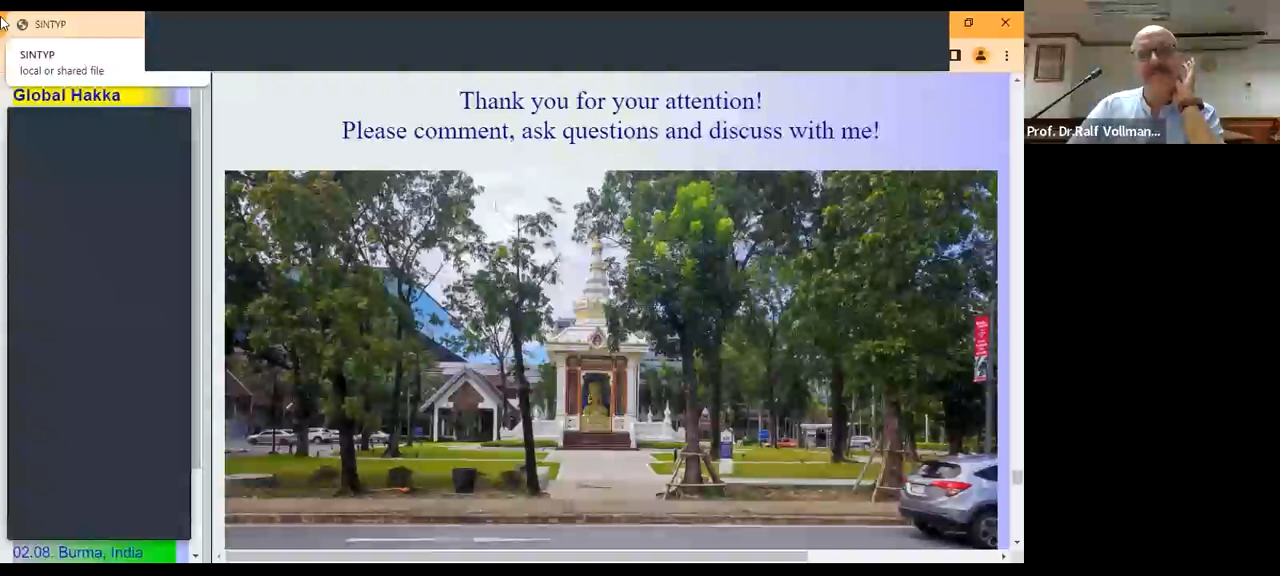 SINTYP
SINTYP
local or shared file
Global Hakka
Thank you for your attention!
Please comment, ask questions and discuss with me!
02.08. Burma, India
Prof. Dr.Ralf Vollman...